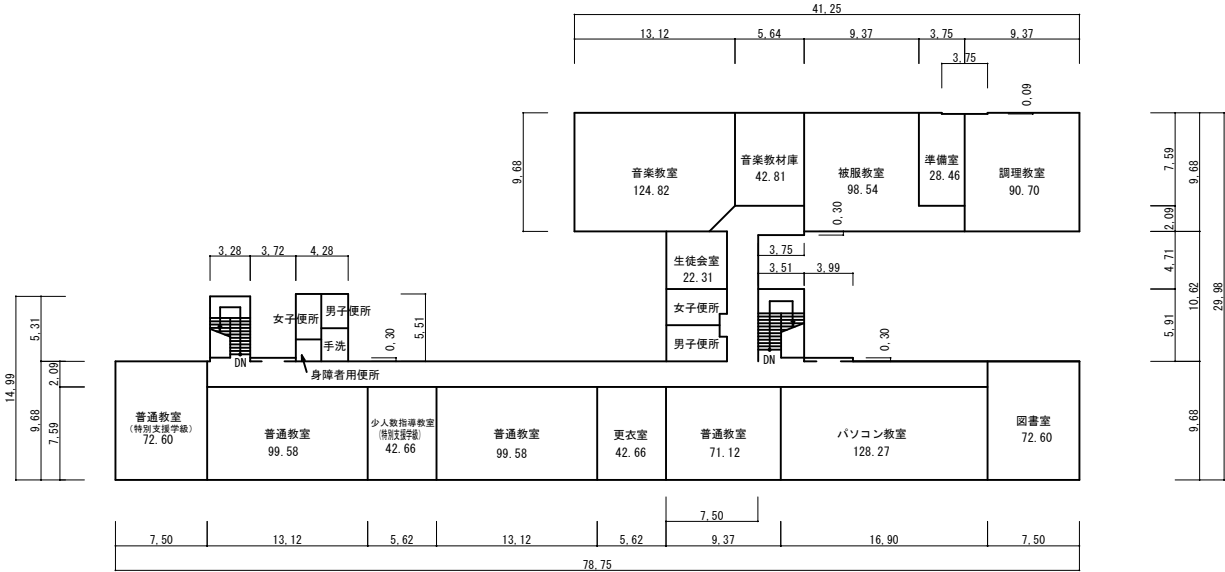 41,25
13,12
5,64
9,37
3,75
9,37
3,75
0,09
9,68
音楽教室
124.82
音楽教材庫
42.81
被服教室
98.54
準備室
28.46
調理教室
90.70
7,59
2,09
9,68
4,71
10,62
5,91
29,98
9,68
0,30
3,75
3,51
3,99
0,30
生徒会室
22.31
女子便所
男子便所
DN
3,28
3,72
4,28
5,51
0,30
女子便所
男子便所
手洗
身障者用便所
DN
14,99
5,31
9,68
2,09
7,59
普通教室
(特別支援学級)
72.60
普通教室
99.58
少人数指導教室
(特別支援学級)
42.66
普通教室
99.58
更衣室
42.66
普通教室
71.12
パソコン教室
128.27
図書室
72.60
7,50
7,50
13,12
5,62
13,12
5,62
9,37
16,90
7,50
78,75